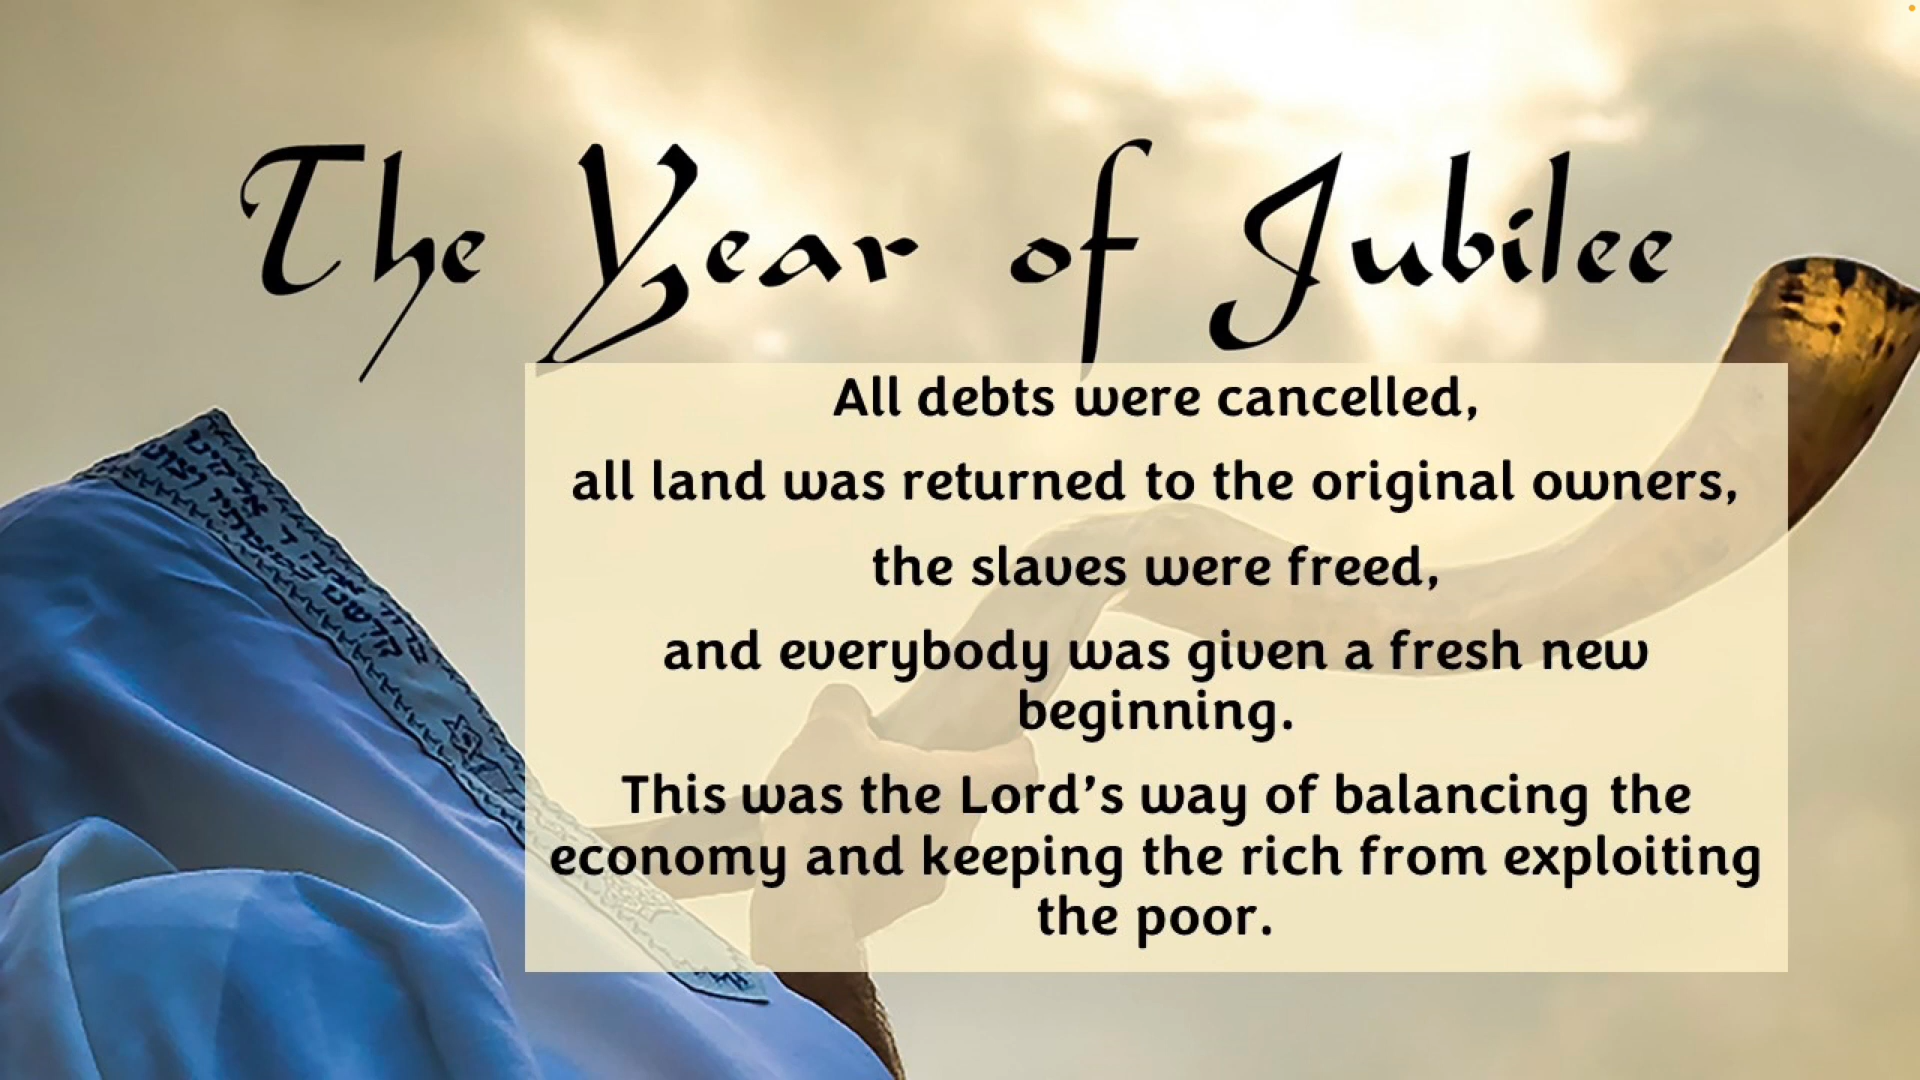 The Year of Jubilee
All debts were cancelled,
all land was returned to the original owners,
the slaves were freed,
and everybody was given a fresh new
beginning.
This was the Lord's way of balancing the
economy and keeping the rich from exploiting
the poor.